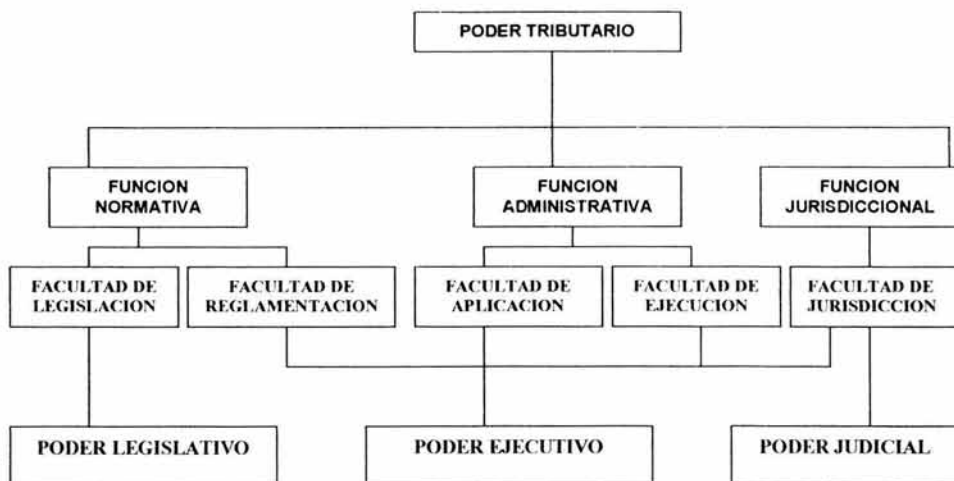 PODER TRIBUTARIO
FUNCION
NORMATIVA
FUNCION
ADMINISTRATIVA
FUNCION
JURISDICCIONAL
FACULTAD DE
LEGISLACION
FACULTAD DE
REGLAMENTACION
FACULTAD DE
APLICACION
FACULTAD DE
EJECUCION
FACULTAD DE
JURISDICCION
PODER LEGISLATIVO
PODER EJECUTIVO
PODER JUDICIAL